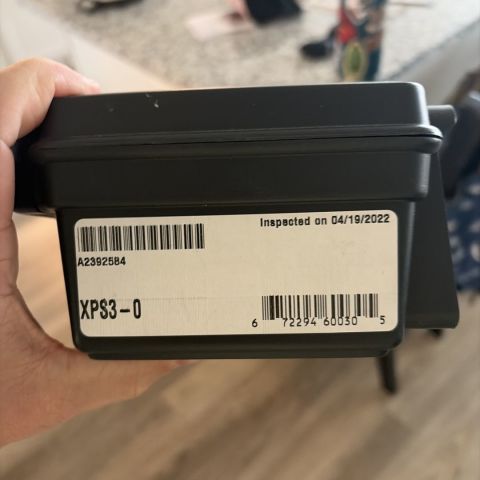 Inspected on 04/19/2022
A2392584
XPS3-0
6 72294 60030 5